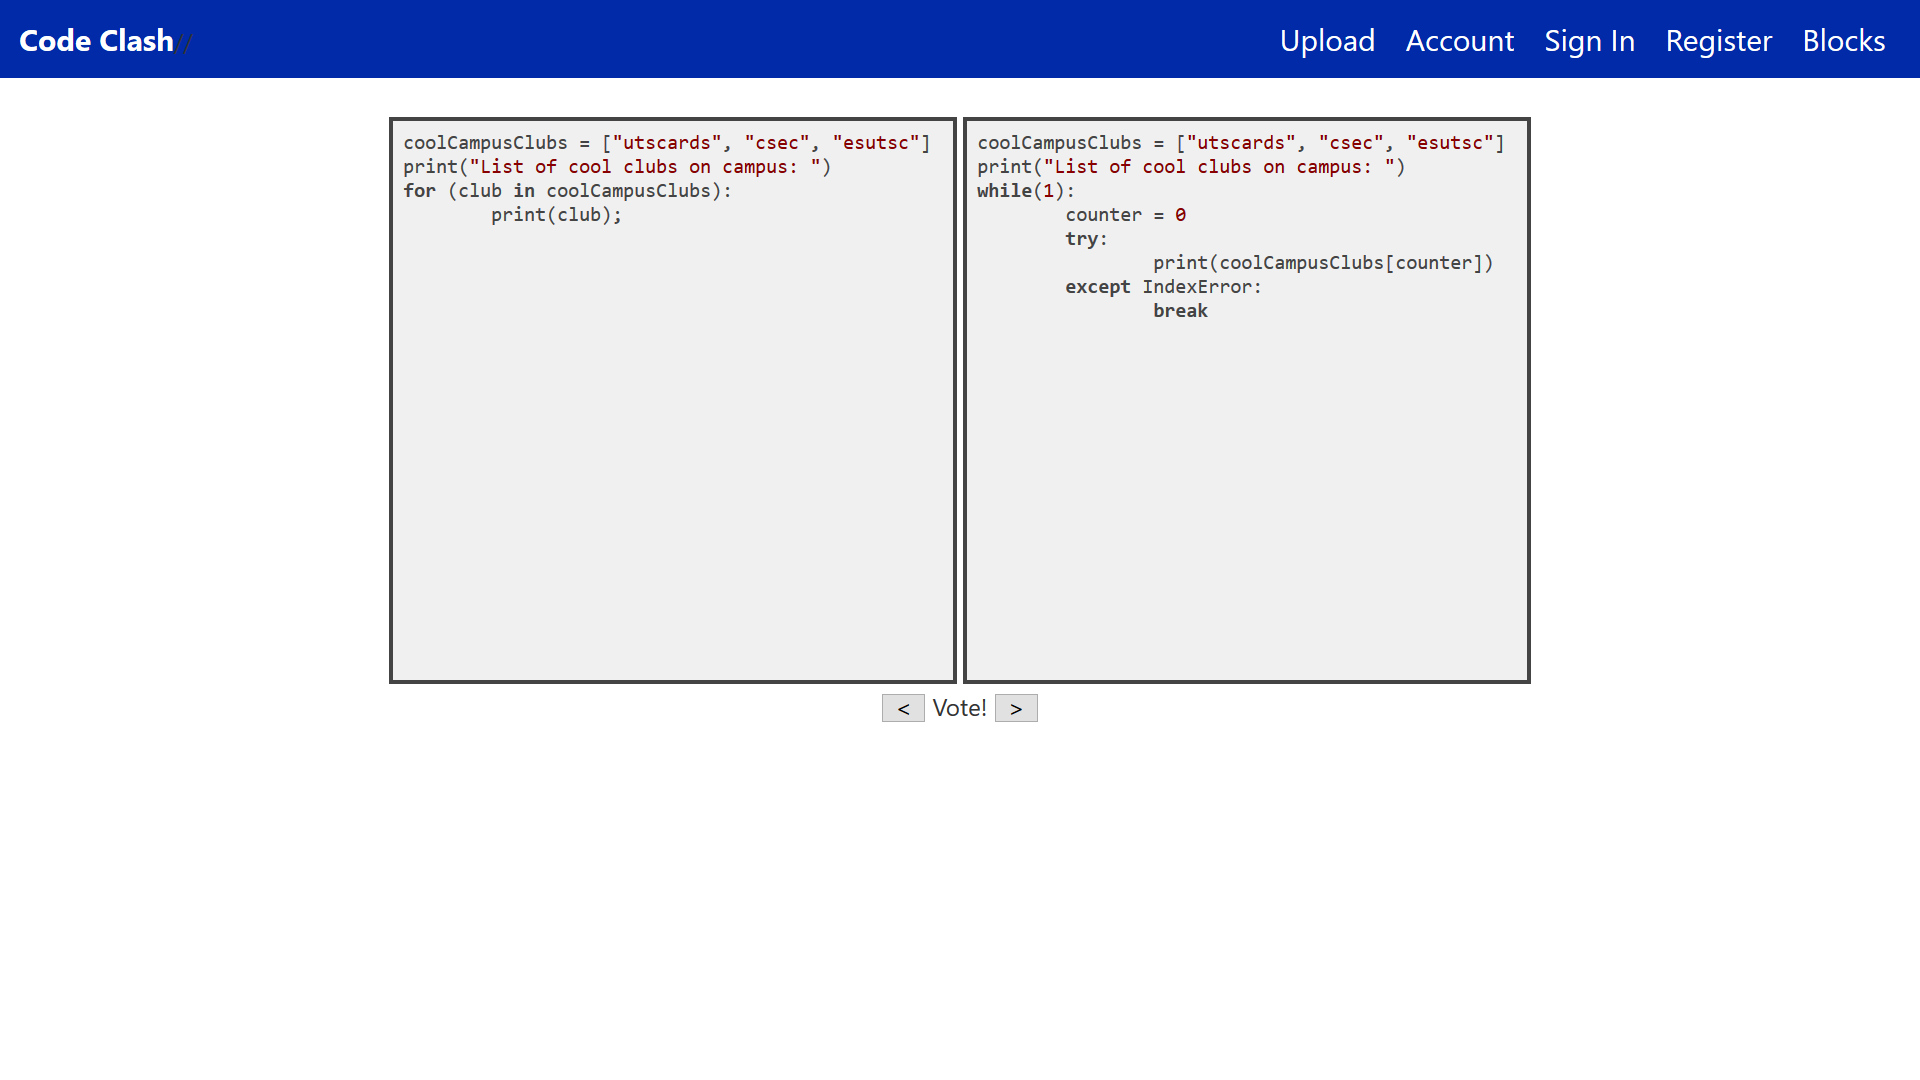 Code Clash//
Upload Account Sign In Register Blocks
coolCampusClubs = ["utscards", "csec", "esutsc"]
print("List of cool clubs on campus: ")
for (club in coolCampusClubs):
        print(club);
coolCampusClubs = ["utscards", "csec", "esutsc"]
print("List of cool clubs on campus: ")
while(1):
        counter = 0
        try:
                print(coolCampusClubs[counter])
        except IndexError:
                break
< Vote! >